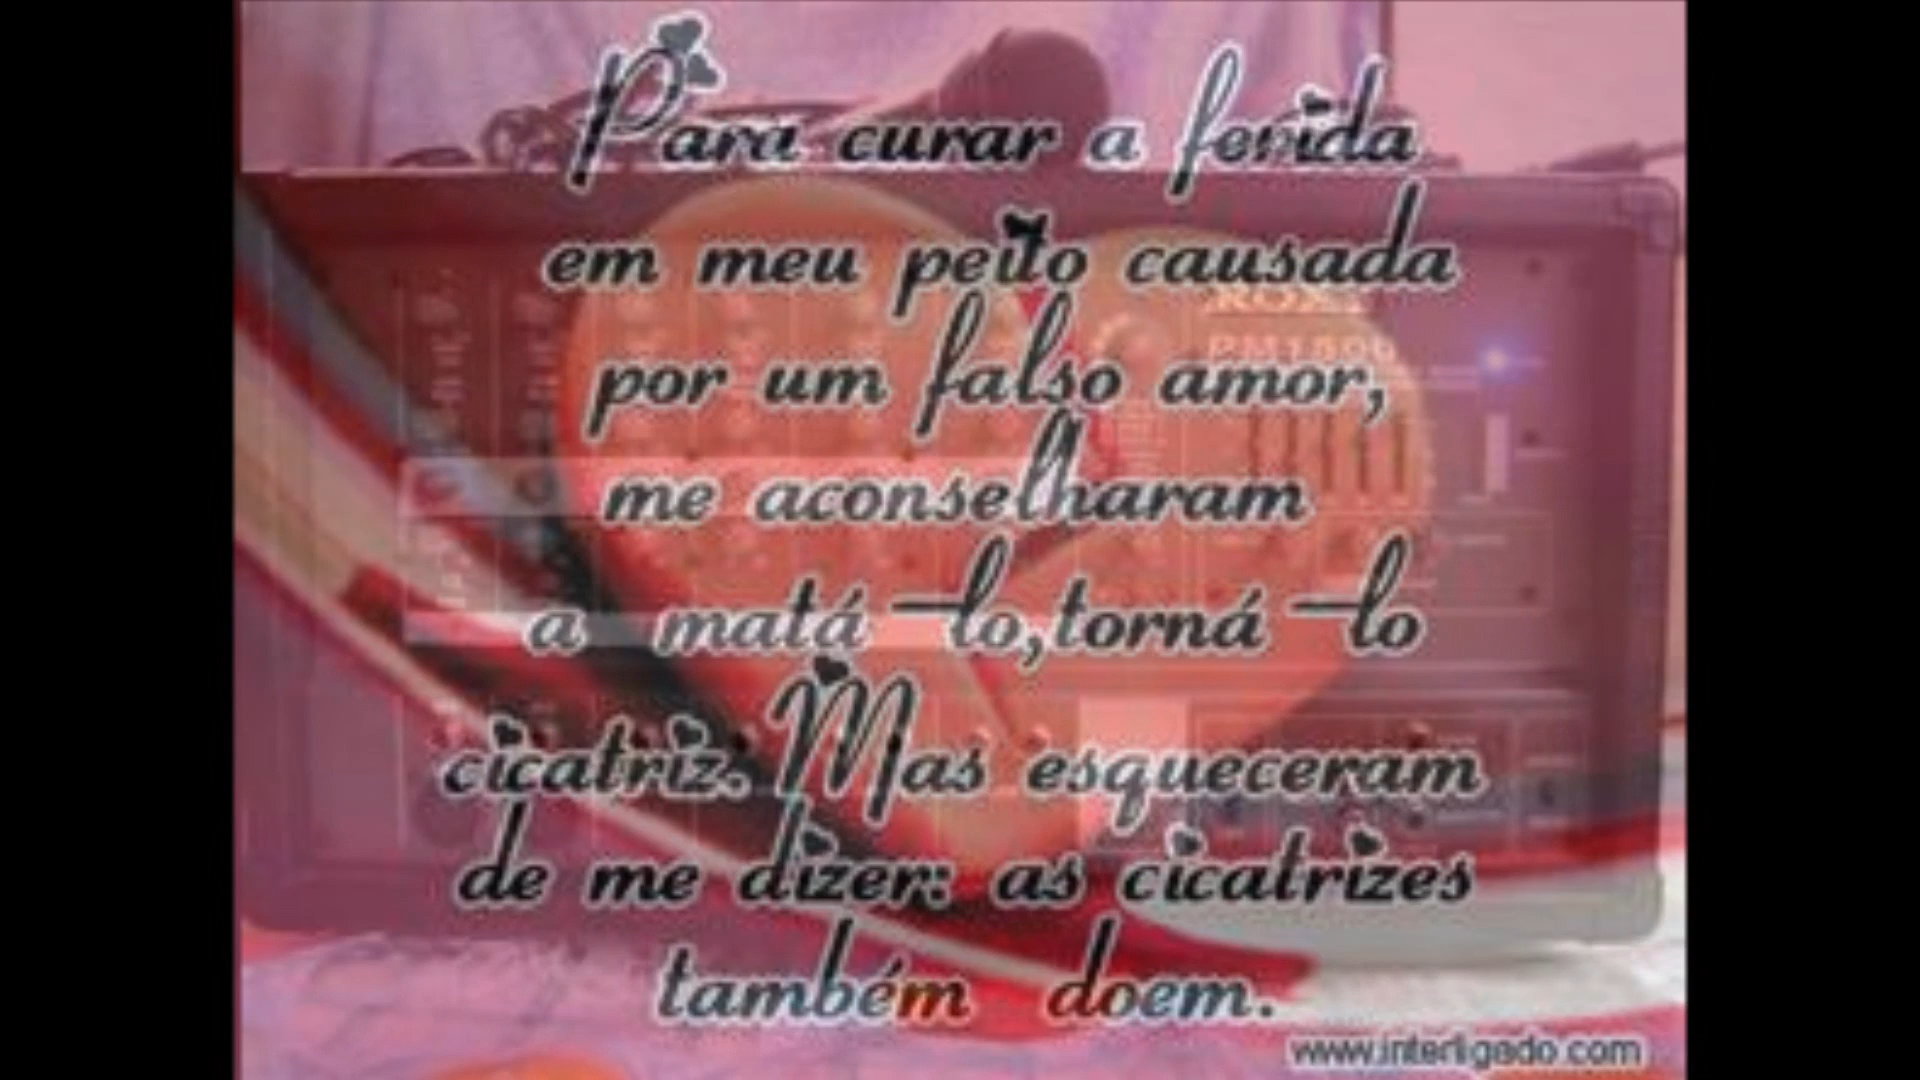 Para curar a ferida
em meu peito causada
por um falso amor,
me aconselharam
a matá-lo, torná-lo
cicatriz. Mas esqueceram
de me dizer: as cicatrizes
também doem.
www.interligado.com